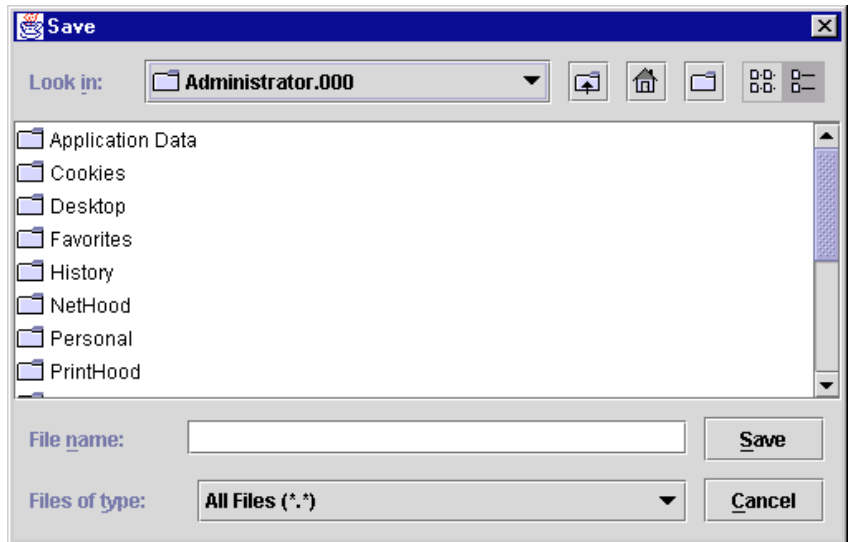 Save
Look in: Administrator.000
Application Data
Cookies
Desktop
Favorites
History
NetHood
Personal
PrintHood
File name: Save
Files of type: All Files (*.*) Cancel